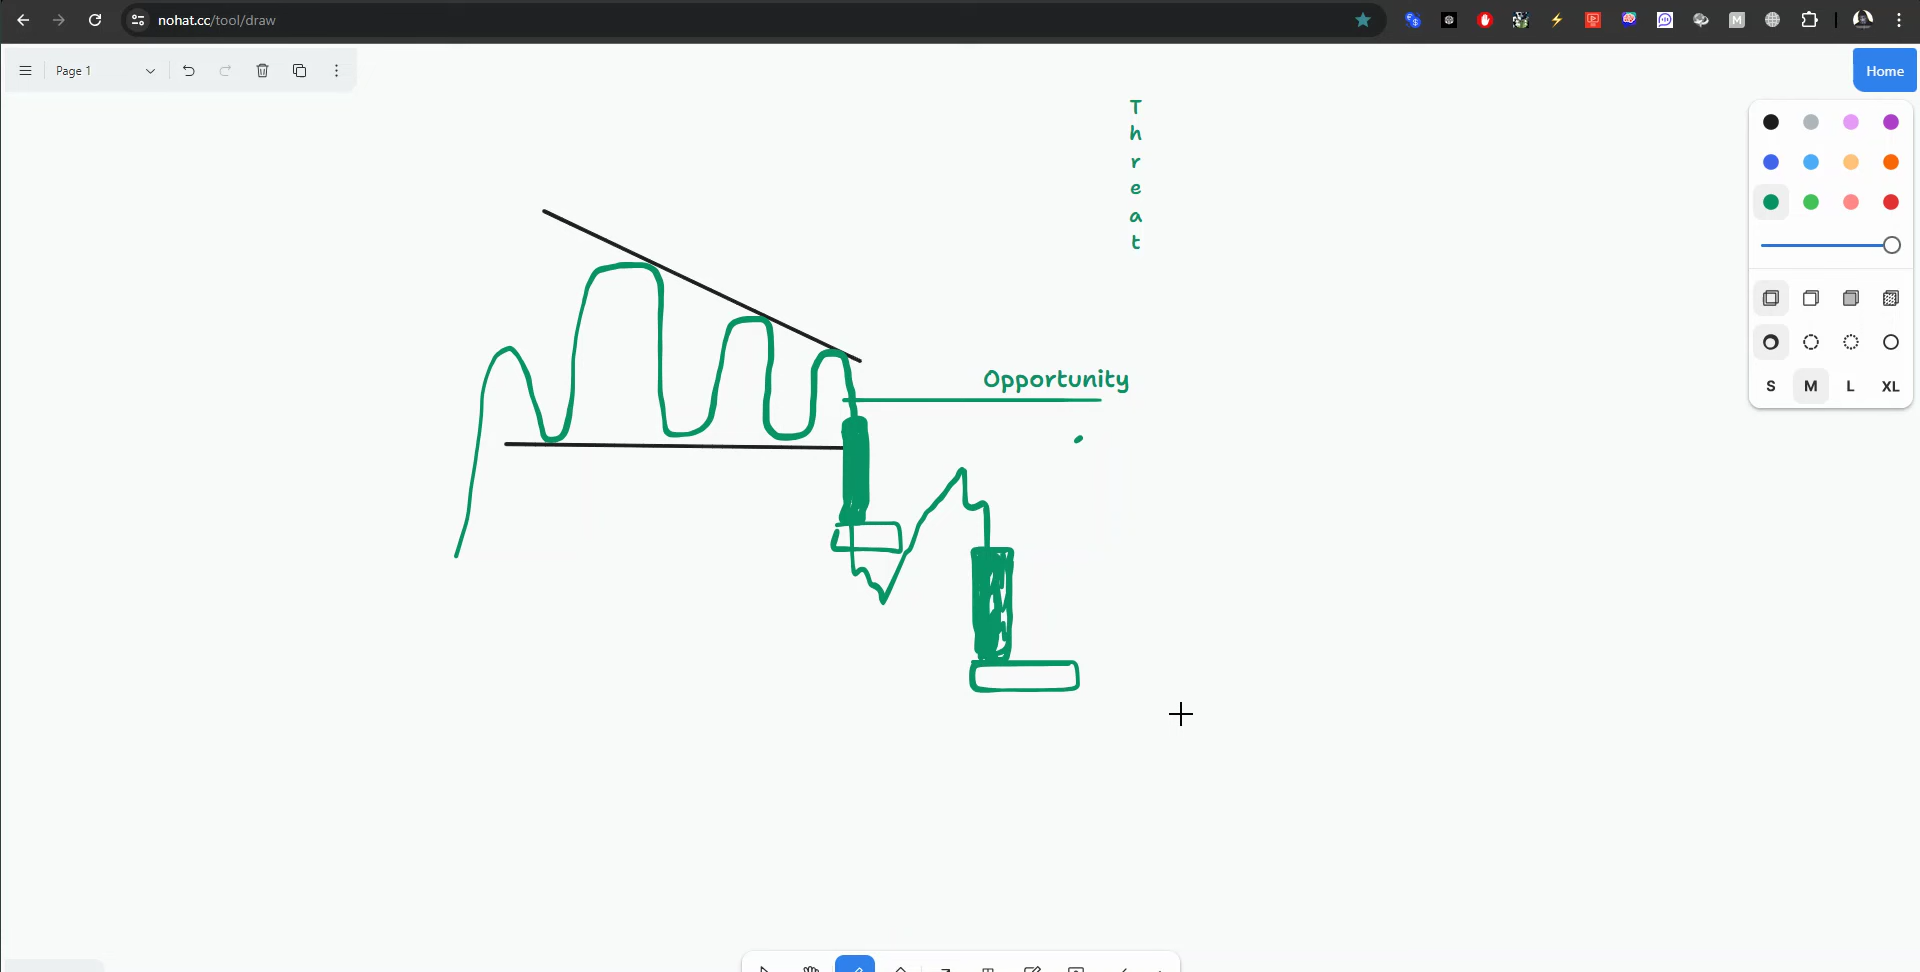 nohat.cc/tool/draw
Page 1
Home
T
h
r
e
a
t
Opportunity
S M L XL